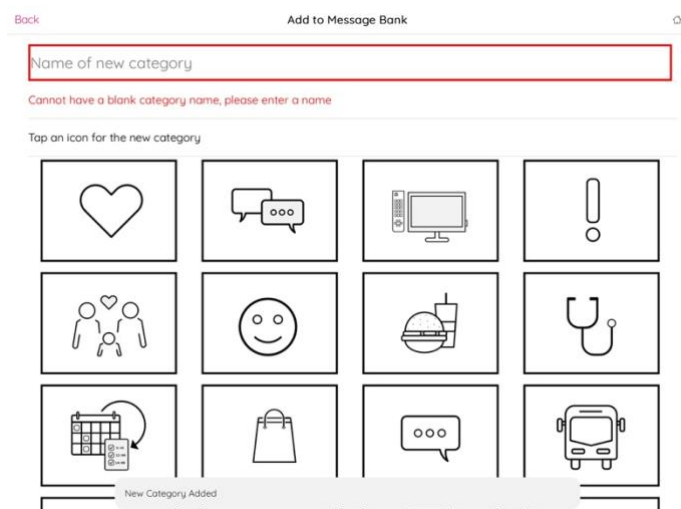 Back
Add to Message Bank
Name of new category
Cannot have a blank category name, please enter a name
Tap an icon for the new category
New Category Added